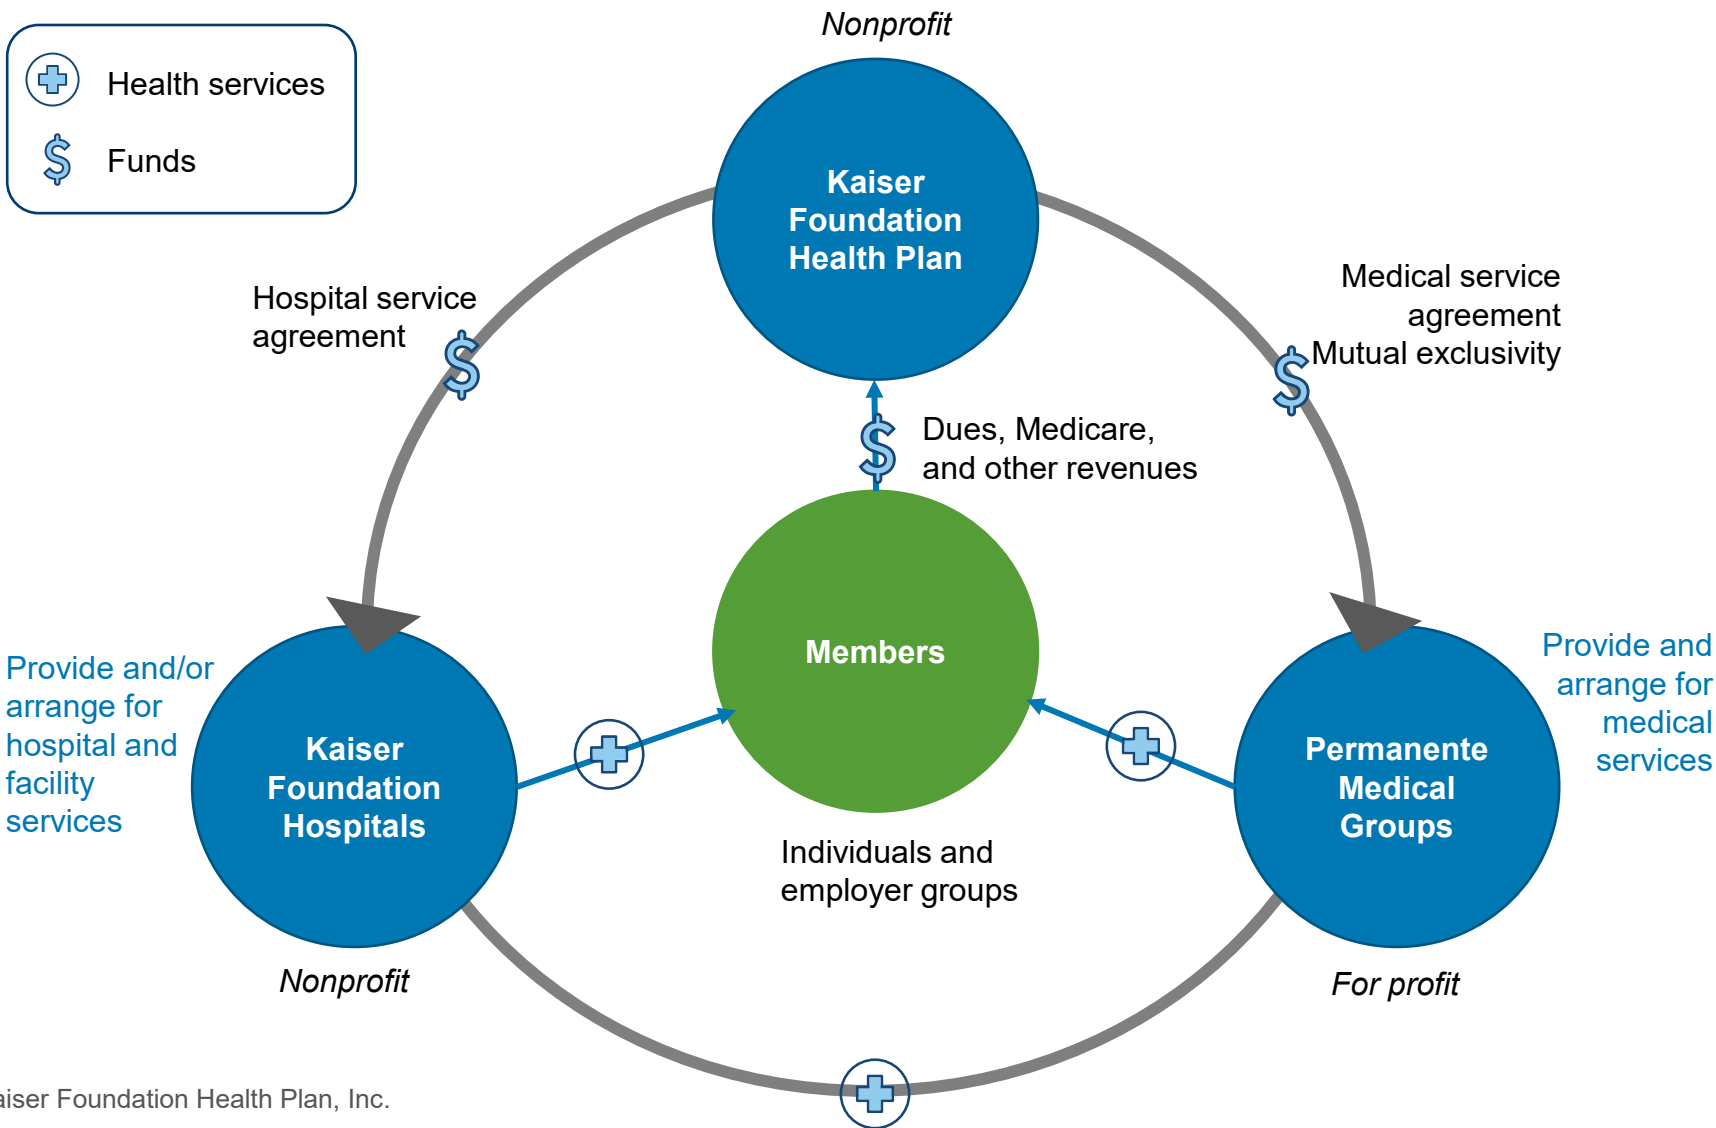 Nonprofit
Health services
Funds
Kaiser
Foundation
Health Plan
Hospital service
agreement
Medical service
agreement
Mutual exclusivity
Dues, Medicare,
and other revenues
Members
Individuals and
employer groups
Provide and/or
arrange for
hospital and
facility
services
Kaiser
Foundation
Hospitals
Nonprofit
Permanente
Medical
Groups
Provide and
arrange for
medical
services
For profit
aiser Foundation Health Plan, Inc.